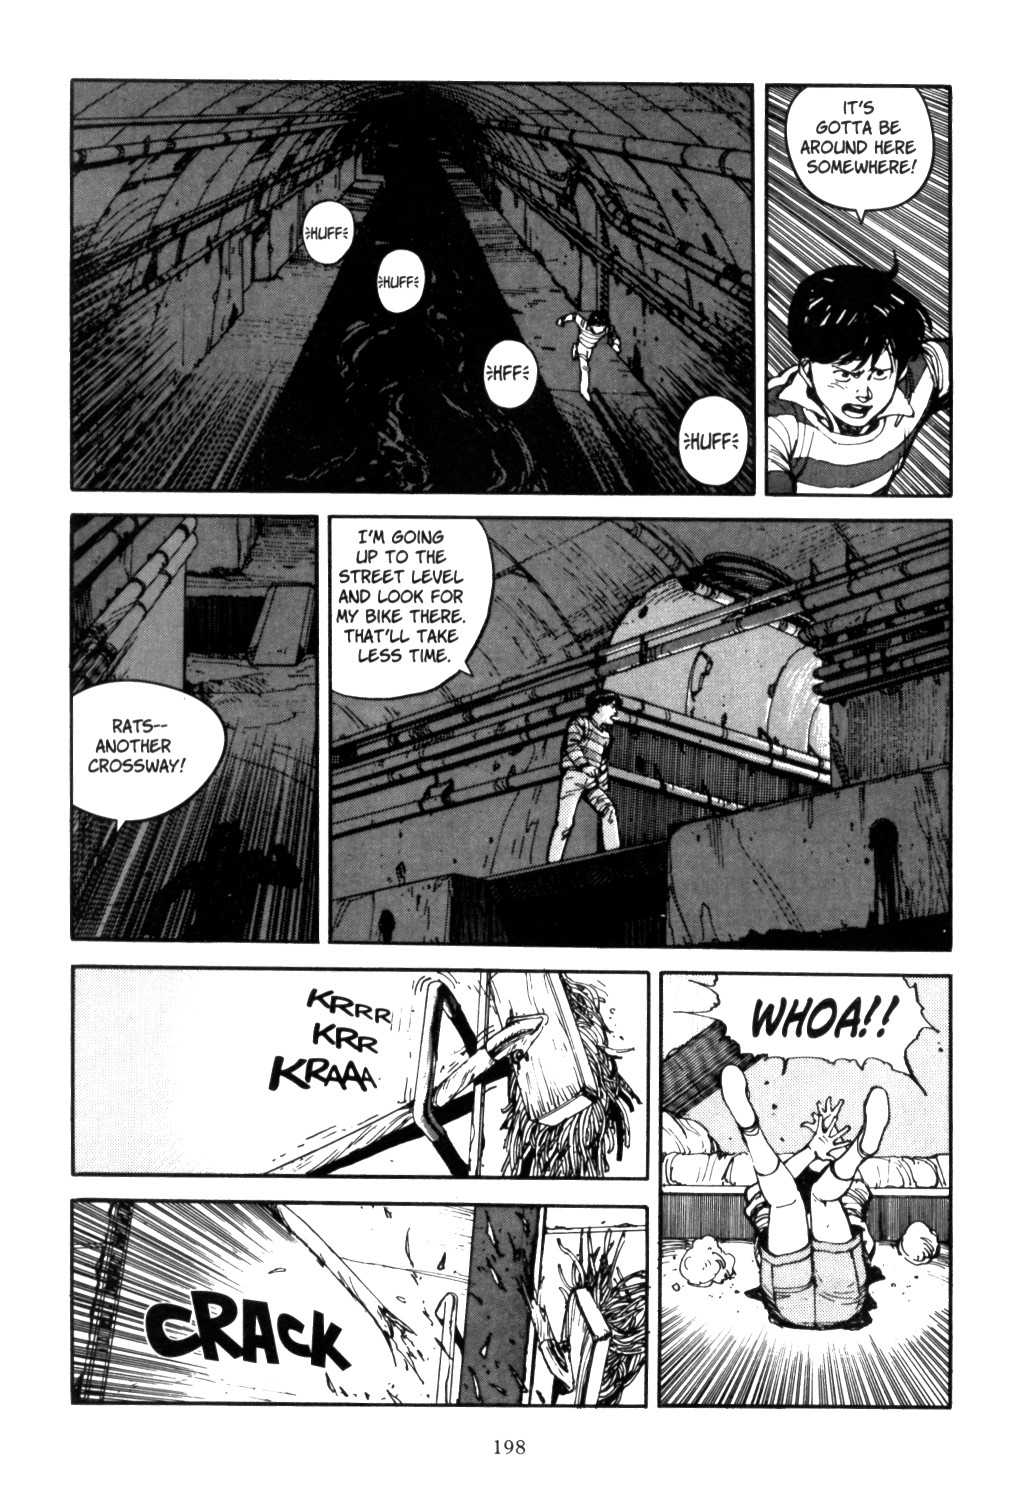 HUFF
HUFF
HFF
HUFF
IT'S
GOTTA BE
AROUND HERE
SOMEWHERE!
RATS--
ANOTHER
CROSSWAY!
I'M GOING
UP TO THE
STREET LEVEL
AND LOOK FOR
MY BIKE THERE.
THAT'LL TAKE
LESS TIME.
KRRR
KRR
KRAAA
WHOA!!
CRACK
198